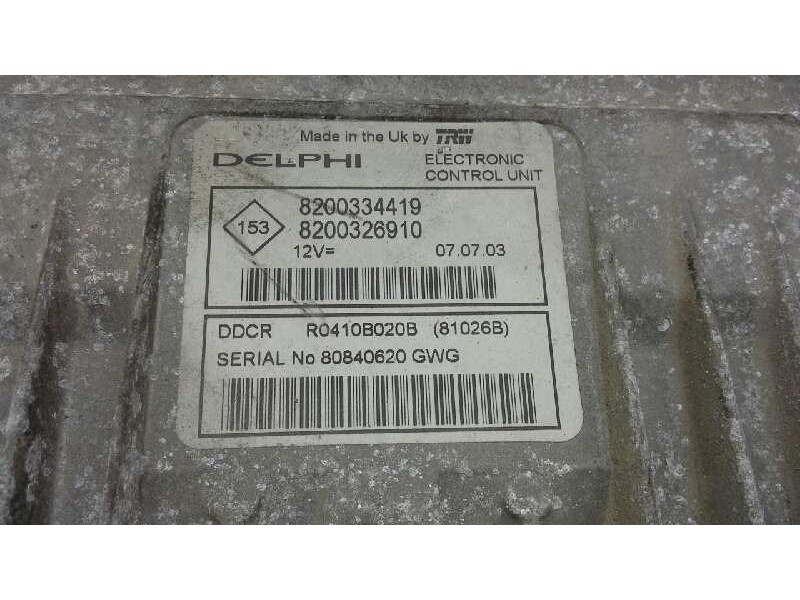 Made in the Uk by TRW
DELPHI
ELECTRONIC
CONTROL UNIT
153
8200334419
8200326910
12V=
07.07.03
DDCR R0410B020B (81026B)
SERIAL No 80840620 GWG